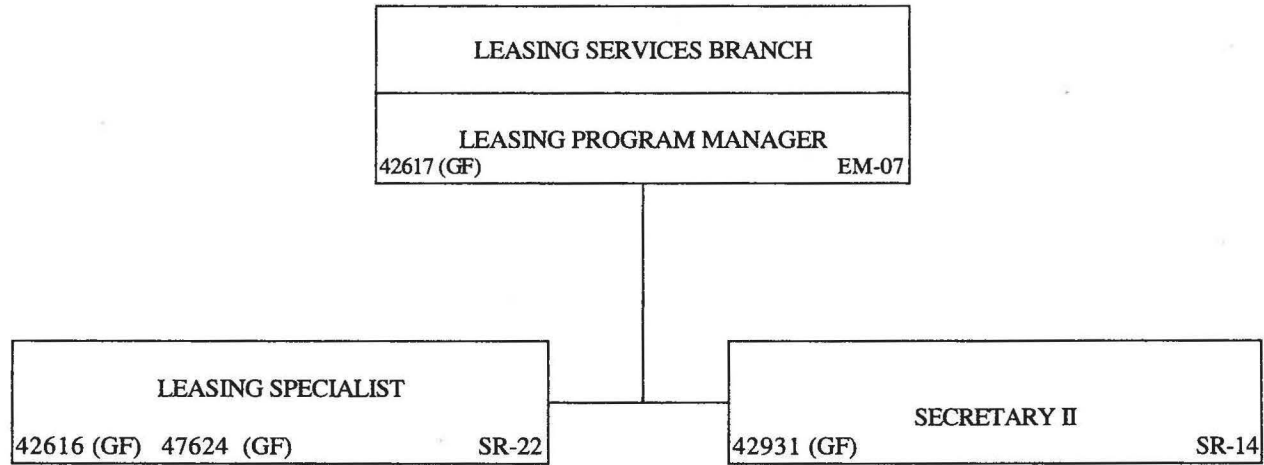 LEASING SERVICES BRANCH
LEASING PROGRAM MANAGER
42617 (GF) EM-07
LEASING SPECIALIST
42616 (GF) 47624 (GF) SR-22
SECRETARY II
42931 (GF) SR-14